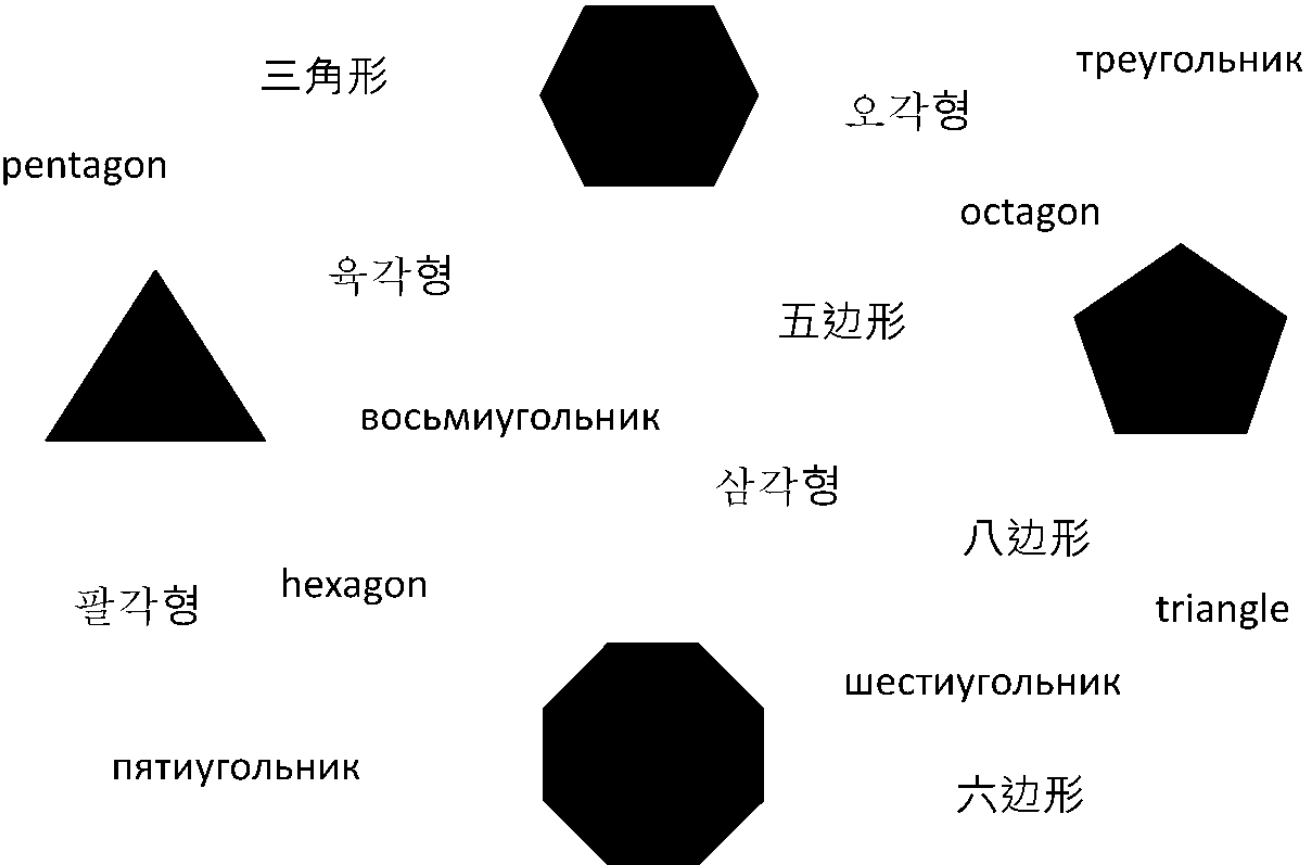 треугольник
三角形
오각형
pentagon
octagon
육각형
五边形
восьмиугольник
삼각형
八边形
hexagon
팔각형
triangle
шестиугольник
пятиугольник
六边形